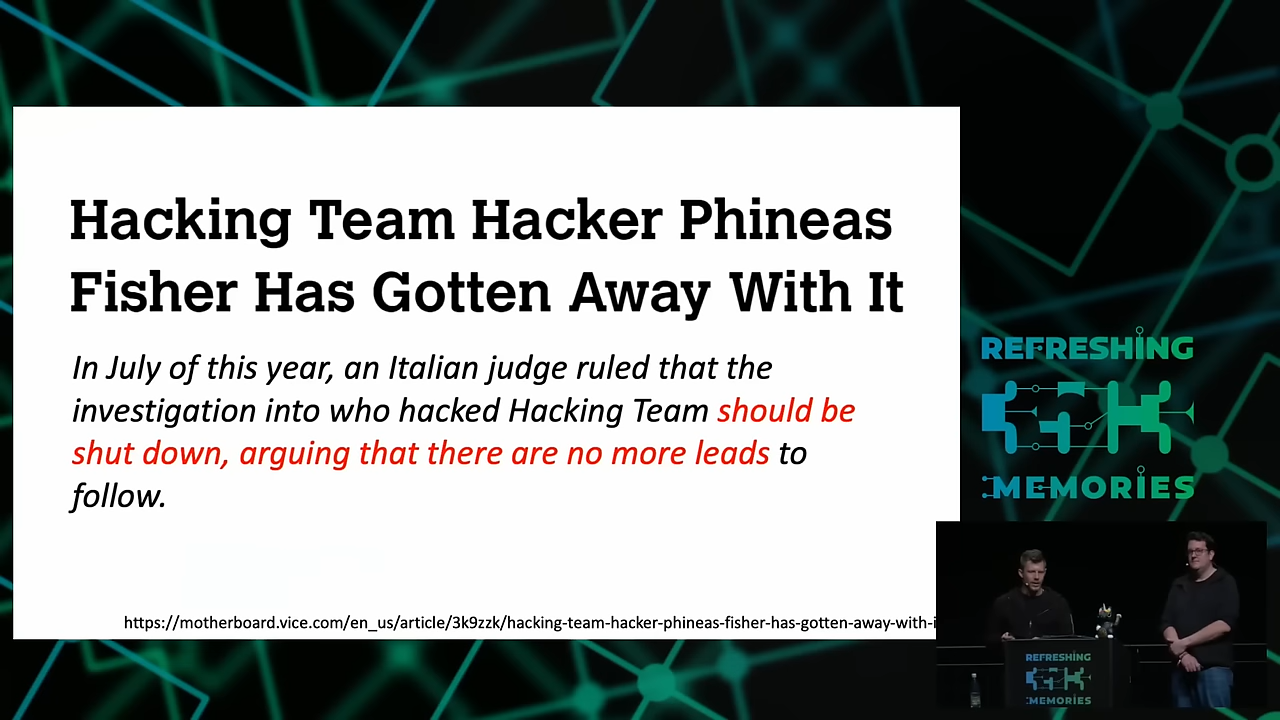 Hacking Team Hacker Phineas
Fisher Has Gotten Away With It
In July of this year, an Italian judge ruled that the
investigation into who hacked Hacking Team should be
shut down, arguing that there are no more leads to
follow.
https://motherboard.vice.com/en_us/article/3k9zzk/hacking-team-hacker-phineas-fisher-has-gotten-away-with-i
REFRESHING
MEMORIES
REFRESHING
MEMORIES